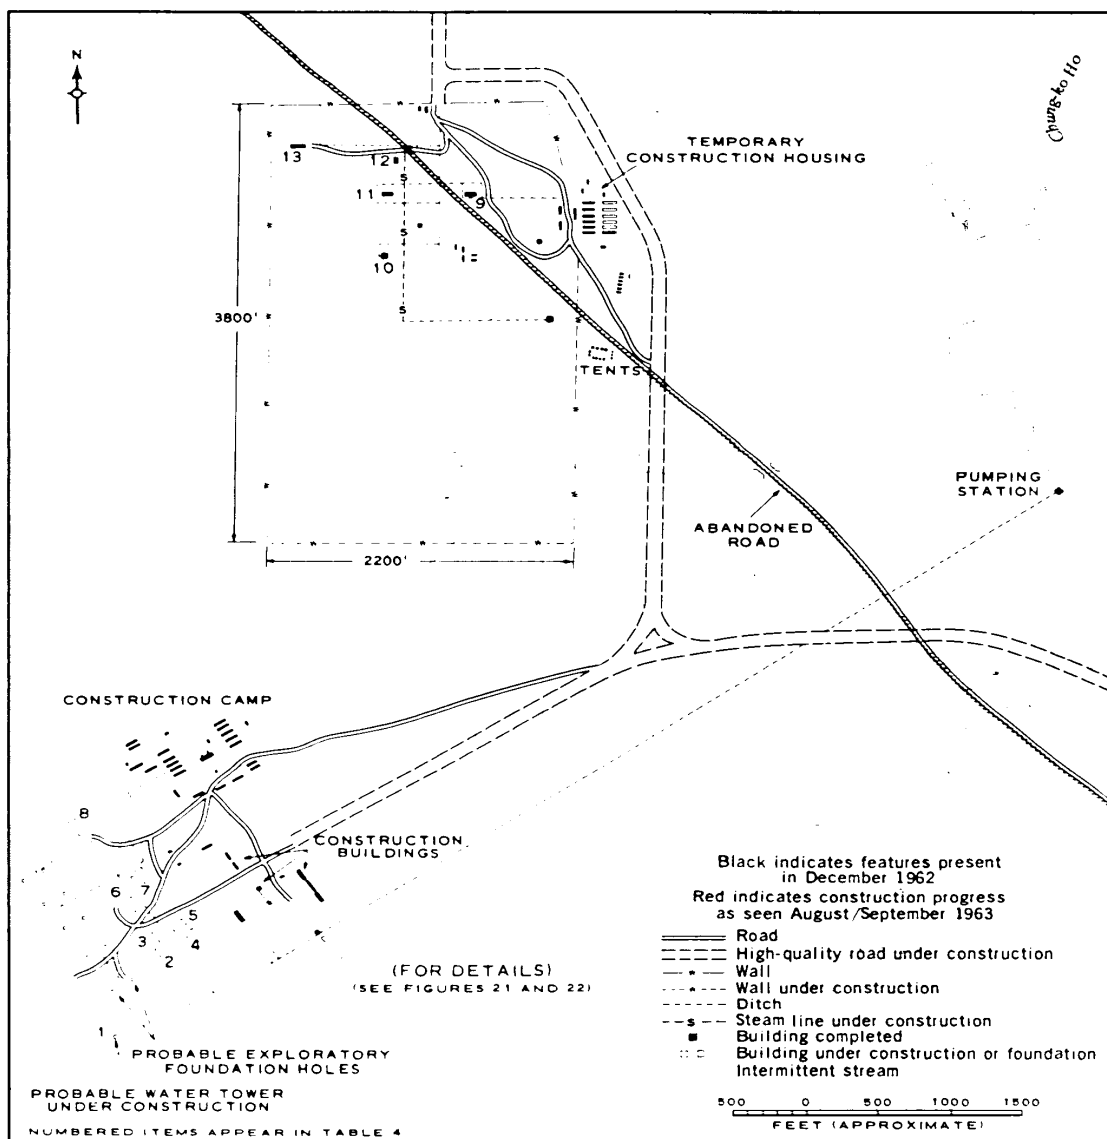 N
Chung-ko Ho
TEMPORARY
CONSTRUCTION HOUSING
13
12
11
9
10
S
S
S
3800'
TENTS
2200'
ABANDONED
ROAD
PUMPING
STATION
CONSTRUCTION CAMP
8
CONSTRUCTION
BUILDINGS
6
7
5
3
4
2
1
(FOR DETAILS)
(SEE FIGURES 21 AND 22)
PROBABLE EXPLORATORY
FOUNDATION HOLES
PROBABLE WATER TOWER
UNDER CONSTRUCTION
NUMBERED ITEMS APPEAR IN TABLE 4
Black indicates features present
in December 1962
Red indicates construction progress
as seen August/September 1963
Road
High-quality road under construction
Wall
Wall under construction
Ditch
S Steam line under construction
Building completed
Building under construction or foundation
Intermittent stream
500 0 500 1000 1500
FEET (APPROXIMATE)